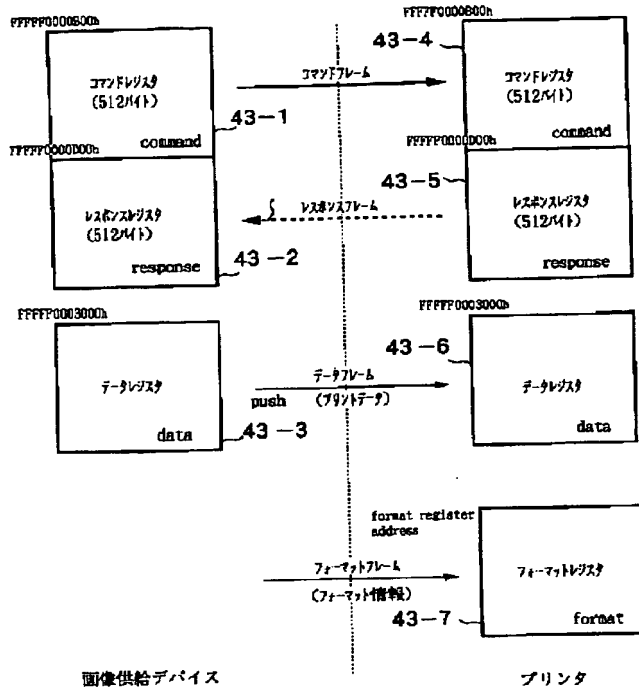 FFFFF0000B00h
コマンドレジスタ
(512バイト)
command
43-1
FFFFF0000D00h
レスポンスレジスタ
(512バイト)
response
43-2
FFFFF0003000h
データレジスタ
data
43-3
コマンドフレーム
レスポンスフレーム
データフレーム
push
(プリントデータ)
フォーマットフレーム
(フォーマット情報)
FFFFF0000B00h
43-4
コマンドレジスタ
(512バイト)
command
FFFFF0000D00h
43-5
レスポンスレジスタ
(512バイト)
response
FFFFF0003000h
43-6
データレジスタ
data
format register
address
フォーマットレジスタ
43-7
format
画像供給デバイス
プリンタ